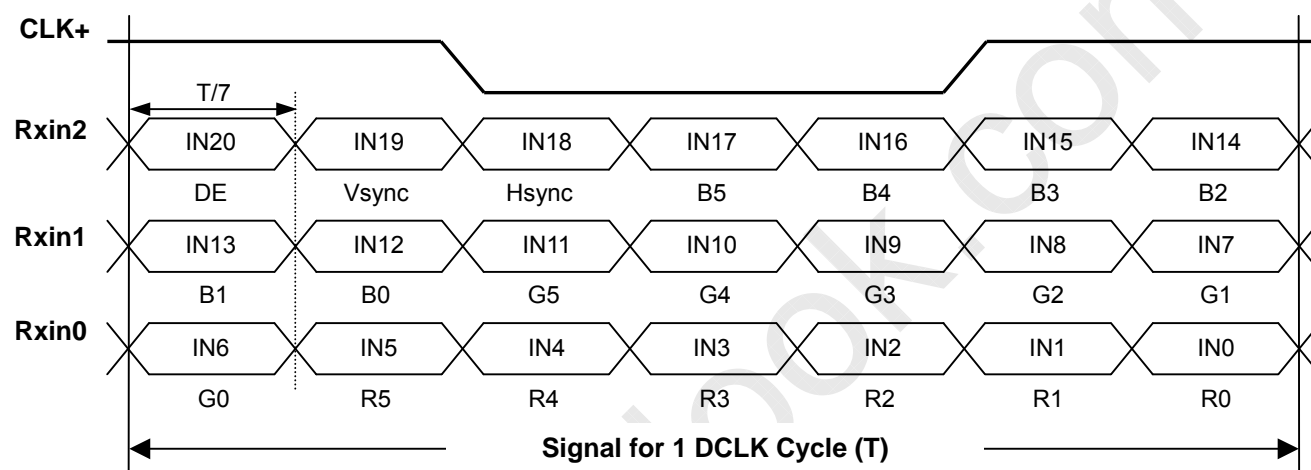 CLK+
T/7
Rxin2 IN20 IN19 IN18 IN17 IN16 IN15 IN14
DE Vsync Hsync B5 B4 B3 B2
Rxin1 IN13 IN12 IN11 IN10 IN9 IN8 IN7
B1 B0 G5 G4 G3 G2 G1
Rxin0 IN6 IN5 IN4 IN3 IN2 IN1 IN0
G0 R5 R4 R3 R2 R1 R0
Signal for 1 DCLK Cycle (T)